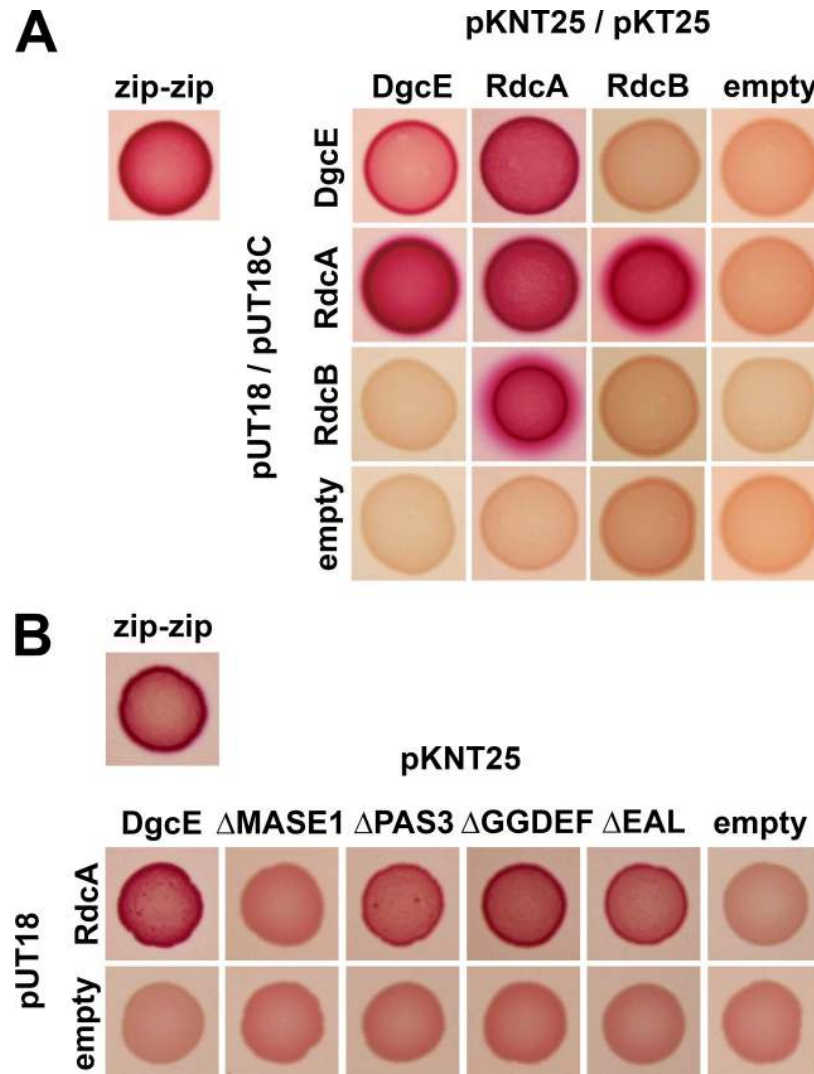 A
pKNT25 / pKT25
zip-zip
DgcE RdcA RdcB empty
pUT18 / pUT18C
DgcE
RdcA
RdcB
empty
B
zip-zip
pKNT25
DgcE ΔMASE1 ΔPAS3 ΔGGDEF ΔEAL empty
pUT18
RdcA
empty